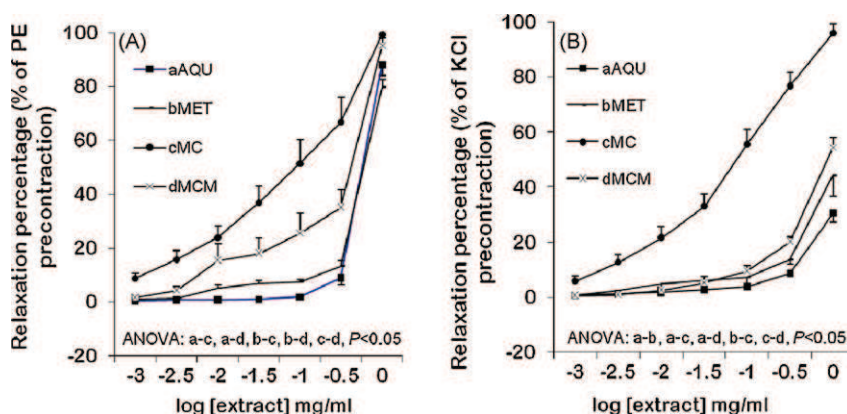 (A)
Relaxation percentage (% of PE
precontraction)
100
80
60
40
20
0
-20
aAQU
bMET
cMC
dMCM
ANOVA: a-c, a-d, b-c, b-d, c-d, P<0.05
-3 -2.5 -2 -1.5 -1 -0.5 0
log [extract] mg/ml
(B)
Relaxation percentage (% of KCl
precontraction)
100
80
60
40
20
0
-20
aAQU
bMET
cMC
dMCM
ANOVA: a-b, a-c, a-d, b-c, c-d, P<0.05
-3 -2.5 -2 -1.5 -1 -0.5 0
log [extract] mg/ml